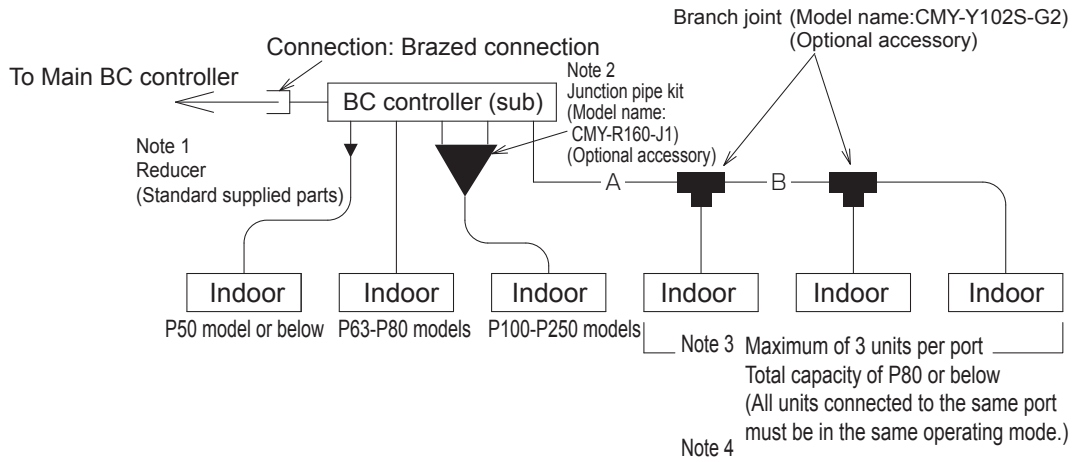 Branch joint (Model name:CMY-Y102S-G2)
(Optional accessory)
Connection: Brazed connection
To Main BC controller
BC controller (sub)
Note 2
Junction pipe kit
(Model name:
CMY-R160-J1)
(Optional accessory)
Note 1
Reducer
(Standard supplied parts)
A
B
Indoor
Indoor
Indoor
Indoor
Indoor
Indoor
P50 model or below
P63-P80 models
P100-P250 models
Note 3
Maximum of 3 units per port
Total capacity of P80 or below
(All units connected to the same port
must be in the same operating mode.)
Note 4